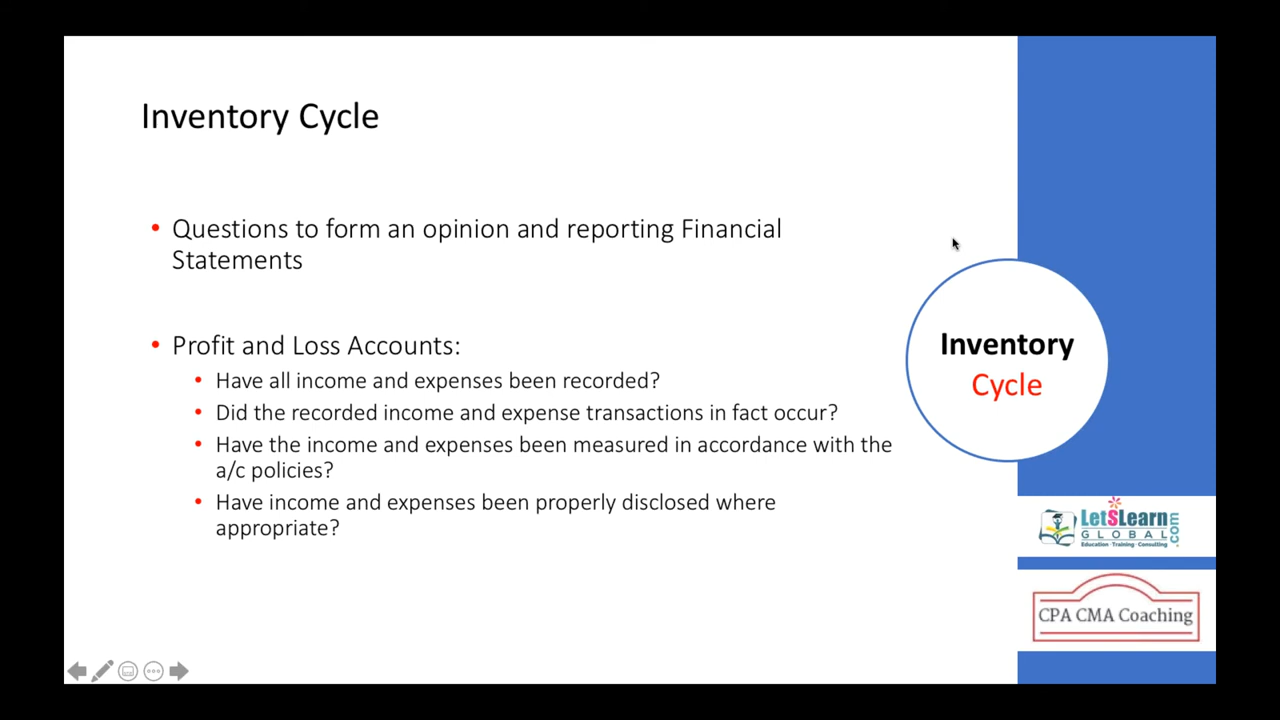 Inventory Cycle
• Questions to form an opinion and reporting Financial
Statements
• Profit and Loss Accounts:
• Have all income and expenses been recorded?
• Did the recorded income and expense transactions in fact occur?
• Have the income and expenses been measured in accordance with the
a/c policies?
• Have income and expenses been properly disclosed where
appropriate?
Inventory
Cycle
LetSLearn
GLOBAL.com
Education · Training · Consulting
CPA CMA Coaching